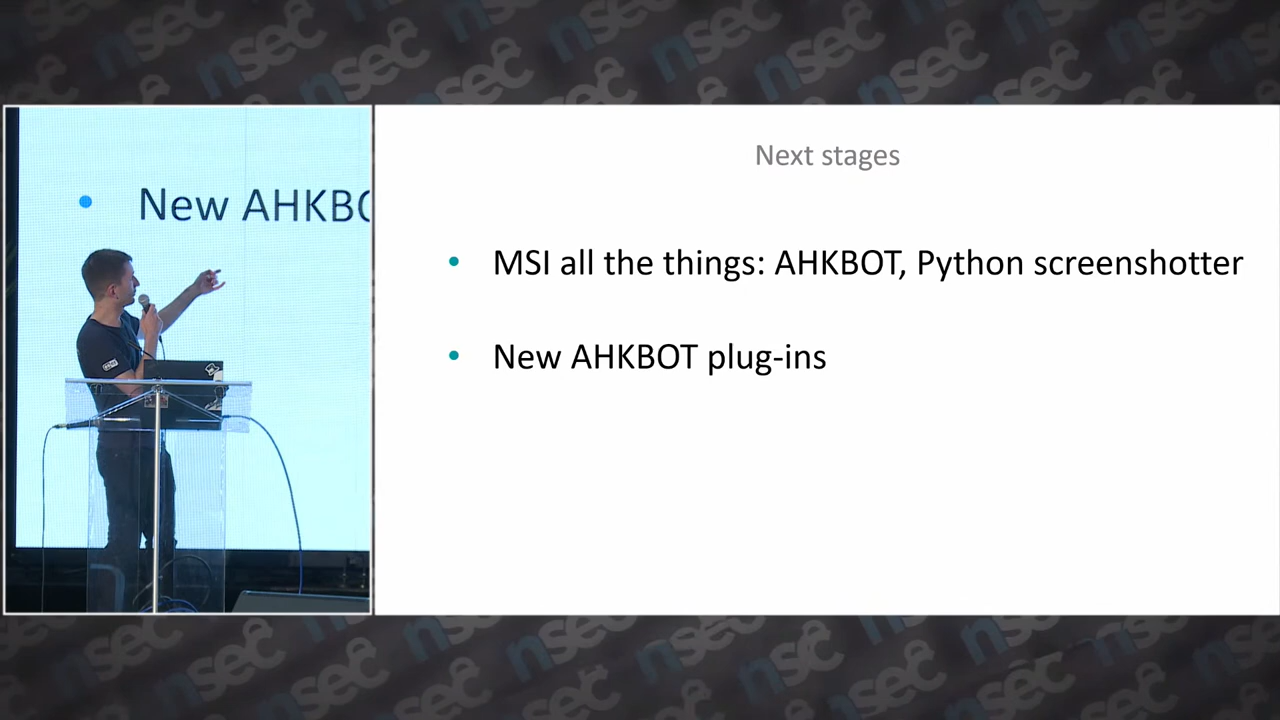 New AHKBO
Next stages
• MSI all the things: AHKBOT, Python screenshotter
• New AHKBOT plug-ins
nsec